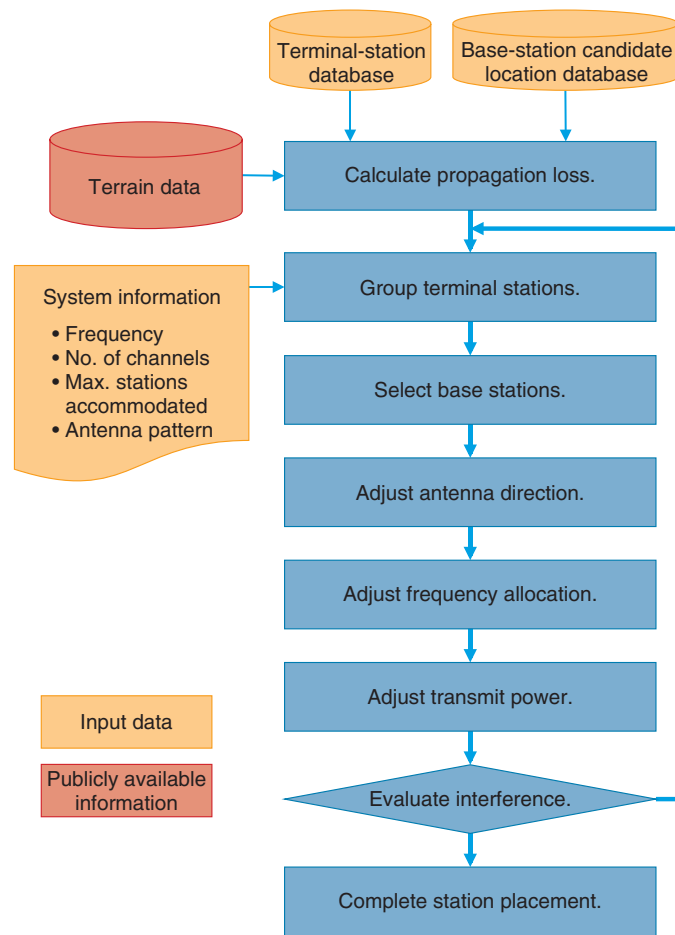 Terminal-station
database
Base-station candidate
location database
Terrain data
Calculate propagation loss.
System information
• Frequency
• No. of channels
• Max. stations
accommodated
• Antenna pattern
Group terminal stations.
Select base stations.
Adjust antenna direction.
Adjust frequency allocation.
Adjust transmit power.
Input data
Publicly available
information
Evaluate interference.
Complete station placement.